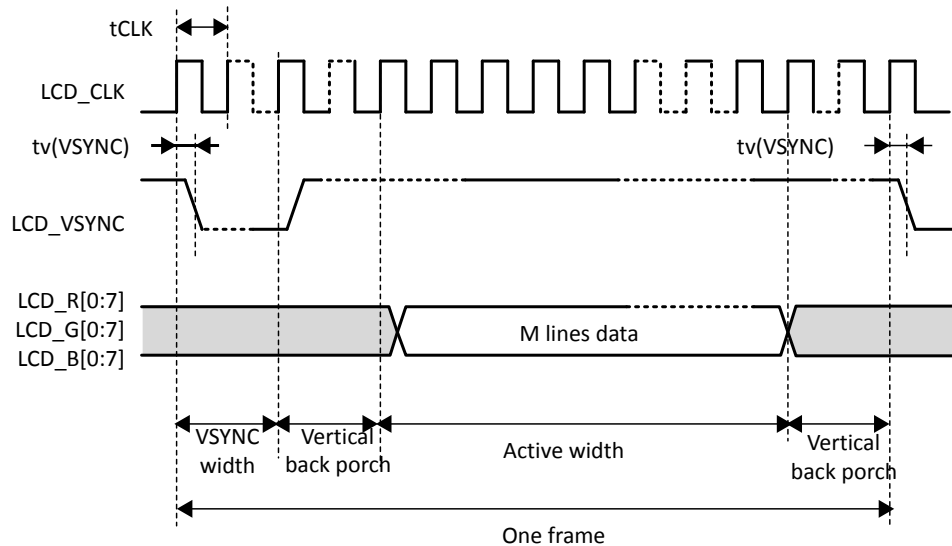 tCLK
LCD_CLK
tv(VSYNC)
tv(VSYNC)
LCD_VSYNC
LCD_R[0:7]
LCD_G[0:7]
M lines data
LCD_B[0:7]
VSYNC
width
Vertical
back porch
Active width
Vertical
back porch
One frame